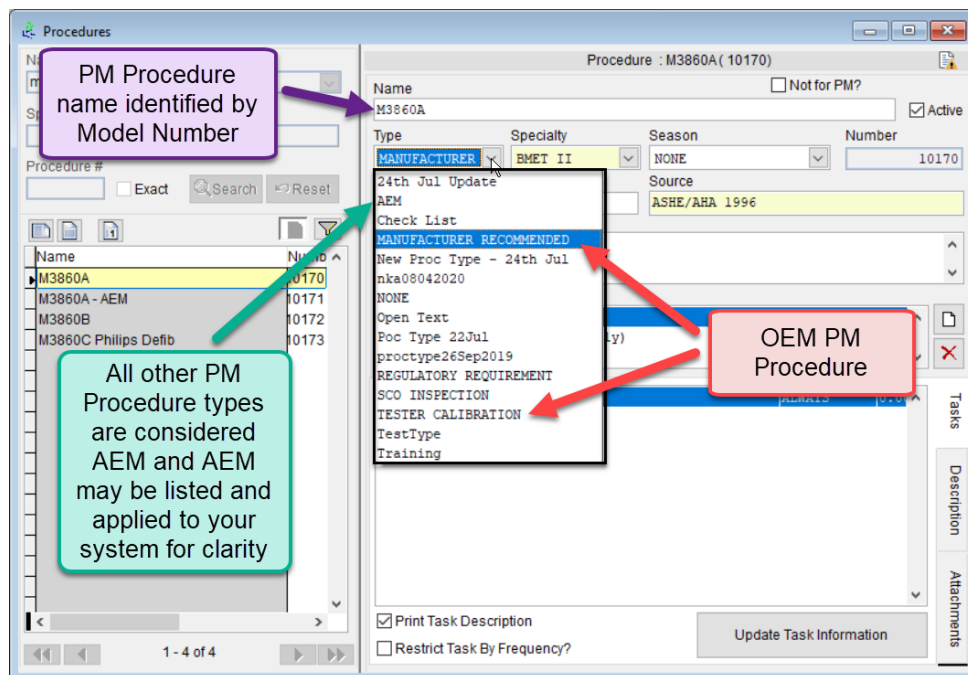 Procedures
PM Procedure
name identified by
Model Number
Procedure #
Exact
Search
Reset
Name
M3860A
10170
M3860A - AEM
10171
M3860B
10172
M3860C Philips Defib
10173
All other PM
Procedure types
are considered
AEM and AEM
may be listed and
applied to your
system for clarity
1 - 4 of 4
Procedure : M3860A( 10170)
Name
Not for PM?
M3860A
Active
Type
Specialty
Season
Number
MANUFACTURER
BMET II
NONE
10170
Source
ASHE/AHA 1996
24th Jul Update
AEM
Check List
MANUFACTURER RECOMMENDED
New Proc Type - 24th Jul
nka08042020
NONE
Open Text
Poc Type 22Jul
proctype26Sep2019
REGULATORY REQUIREMENT
SCO INSPECTION
TESTER CALIBRATION
TestType
Training
OEM PM
Procedure
Tasks
Description
Attachments
Print Task Description
Restrict Task By Frequency?
Update Task Information